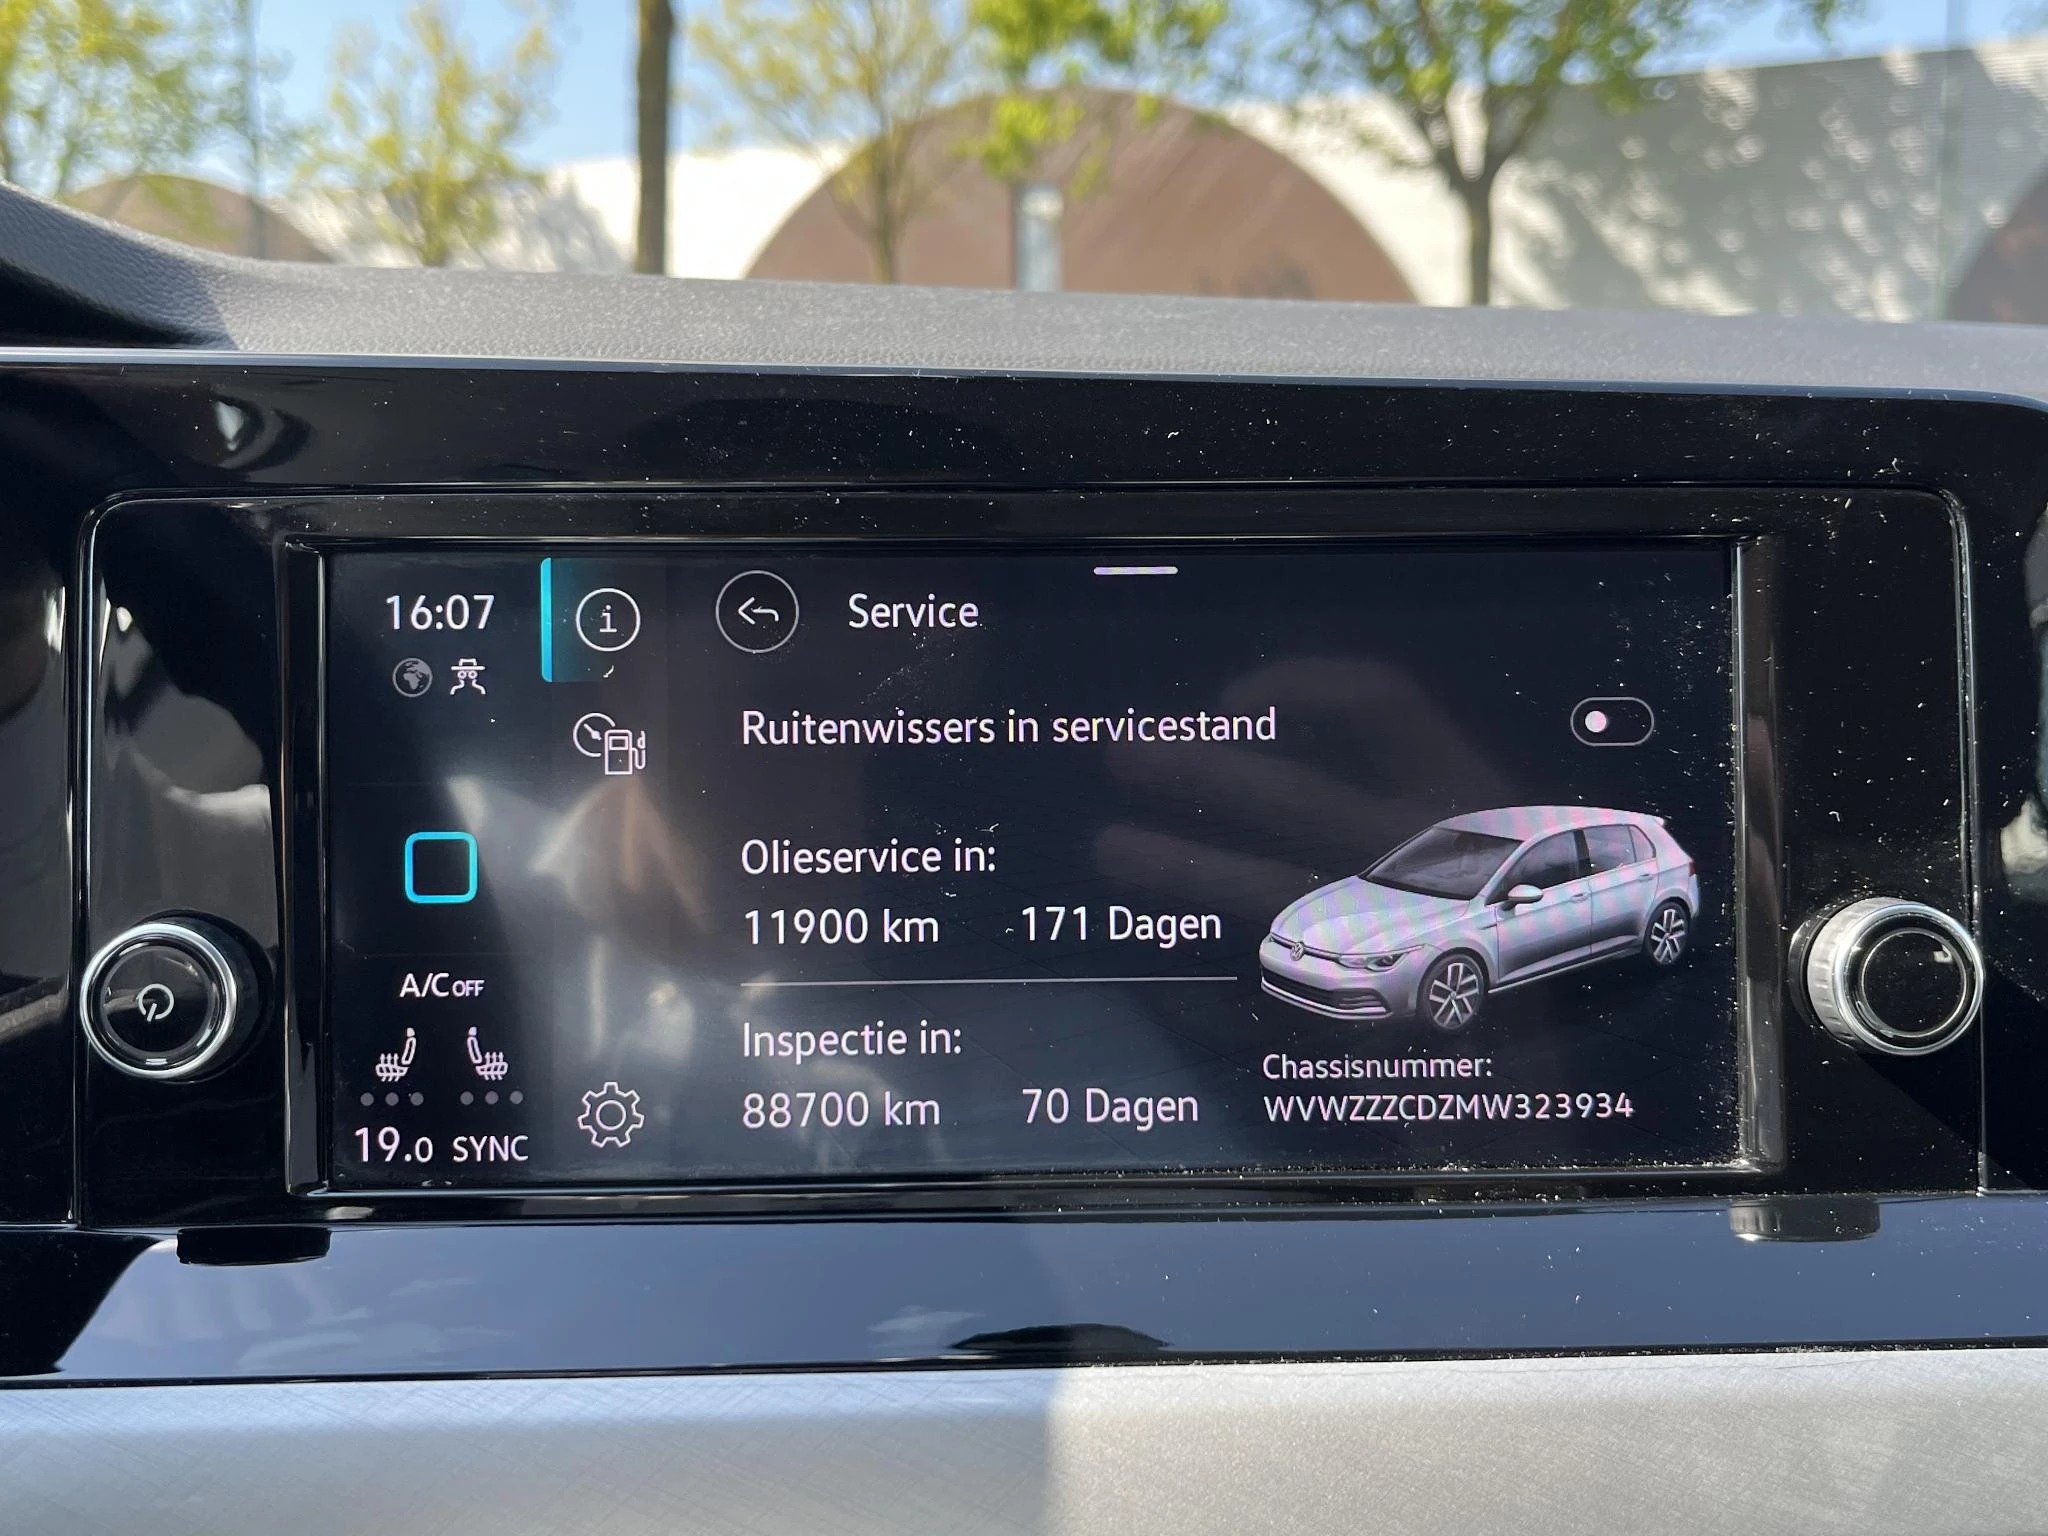 16:07
Service
Ruitenwissers in servicestand
Olieservice in:
11900 km 171 Dagen
A/C OFF
Inspectie in:
88700 km 70 Dagen
Chassisnummer:
WVWZZZCDZMW323934
19.0 SYNC